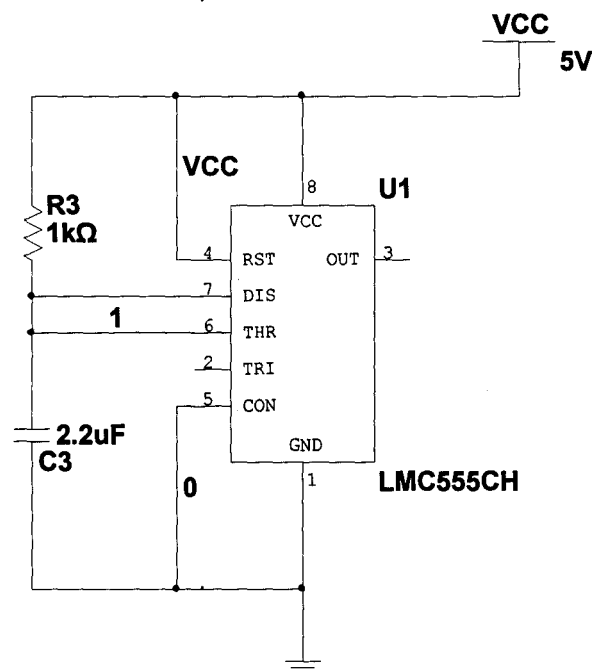 VCC
5V
VCC
8
U1
VCC
R3
1kΩ
4
RST
OUT
3
7
DIS
1
6
THR
2
TRI
5
CON
2.2uF
C3
GND
0
1
LMC555CH